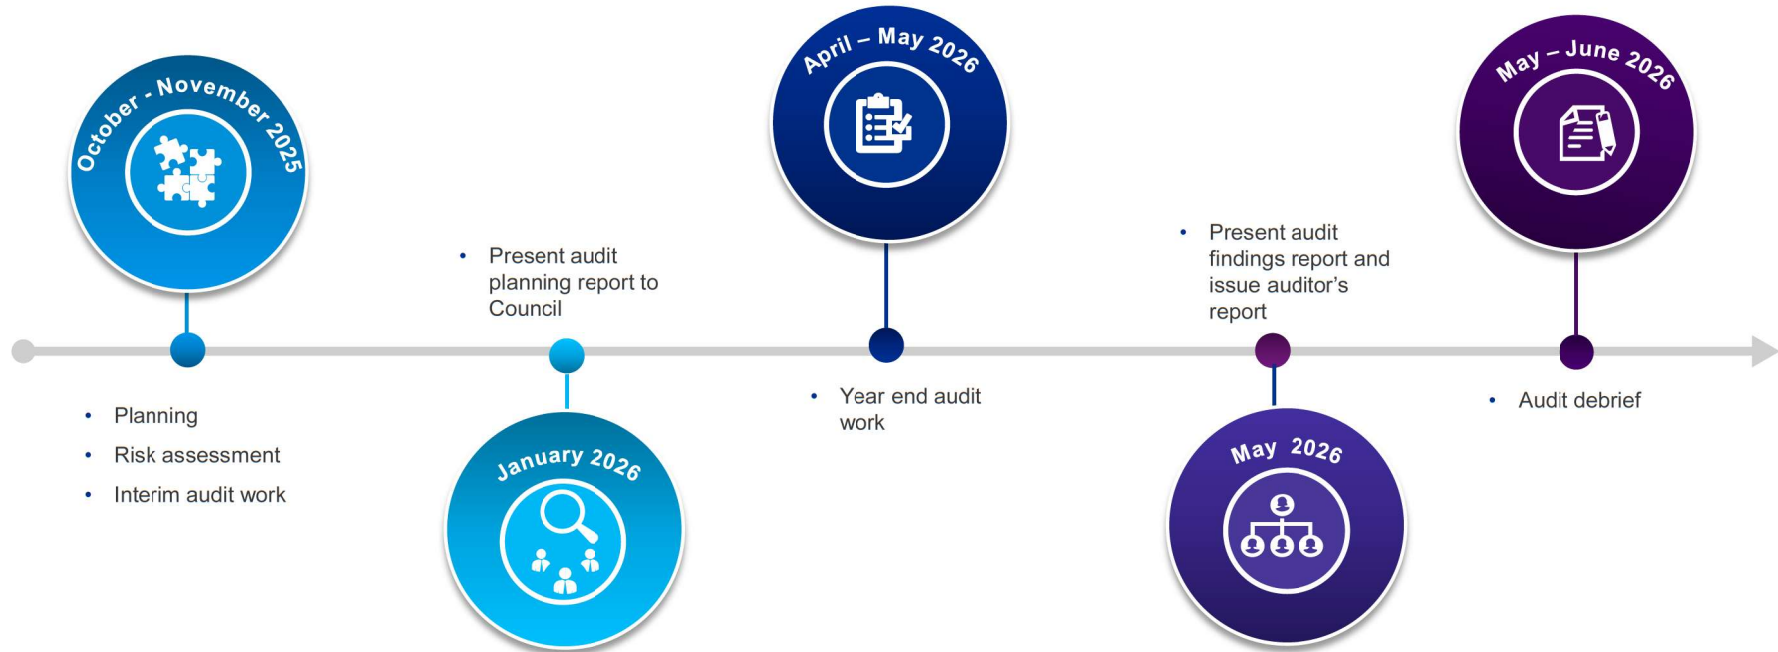 October - November 2025
• Planning
• Risk assessment
• Interim audit work
• Present audit
planning report to
Council
January 2026
April – May 2026
• Year end audit
work
• Present audit
findings report and
issue auditor's
report
May 2026
May – June 2026
• Audit debrief